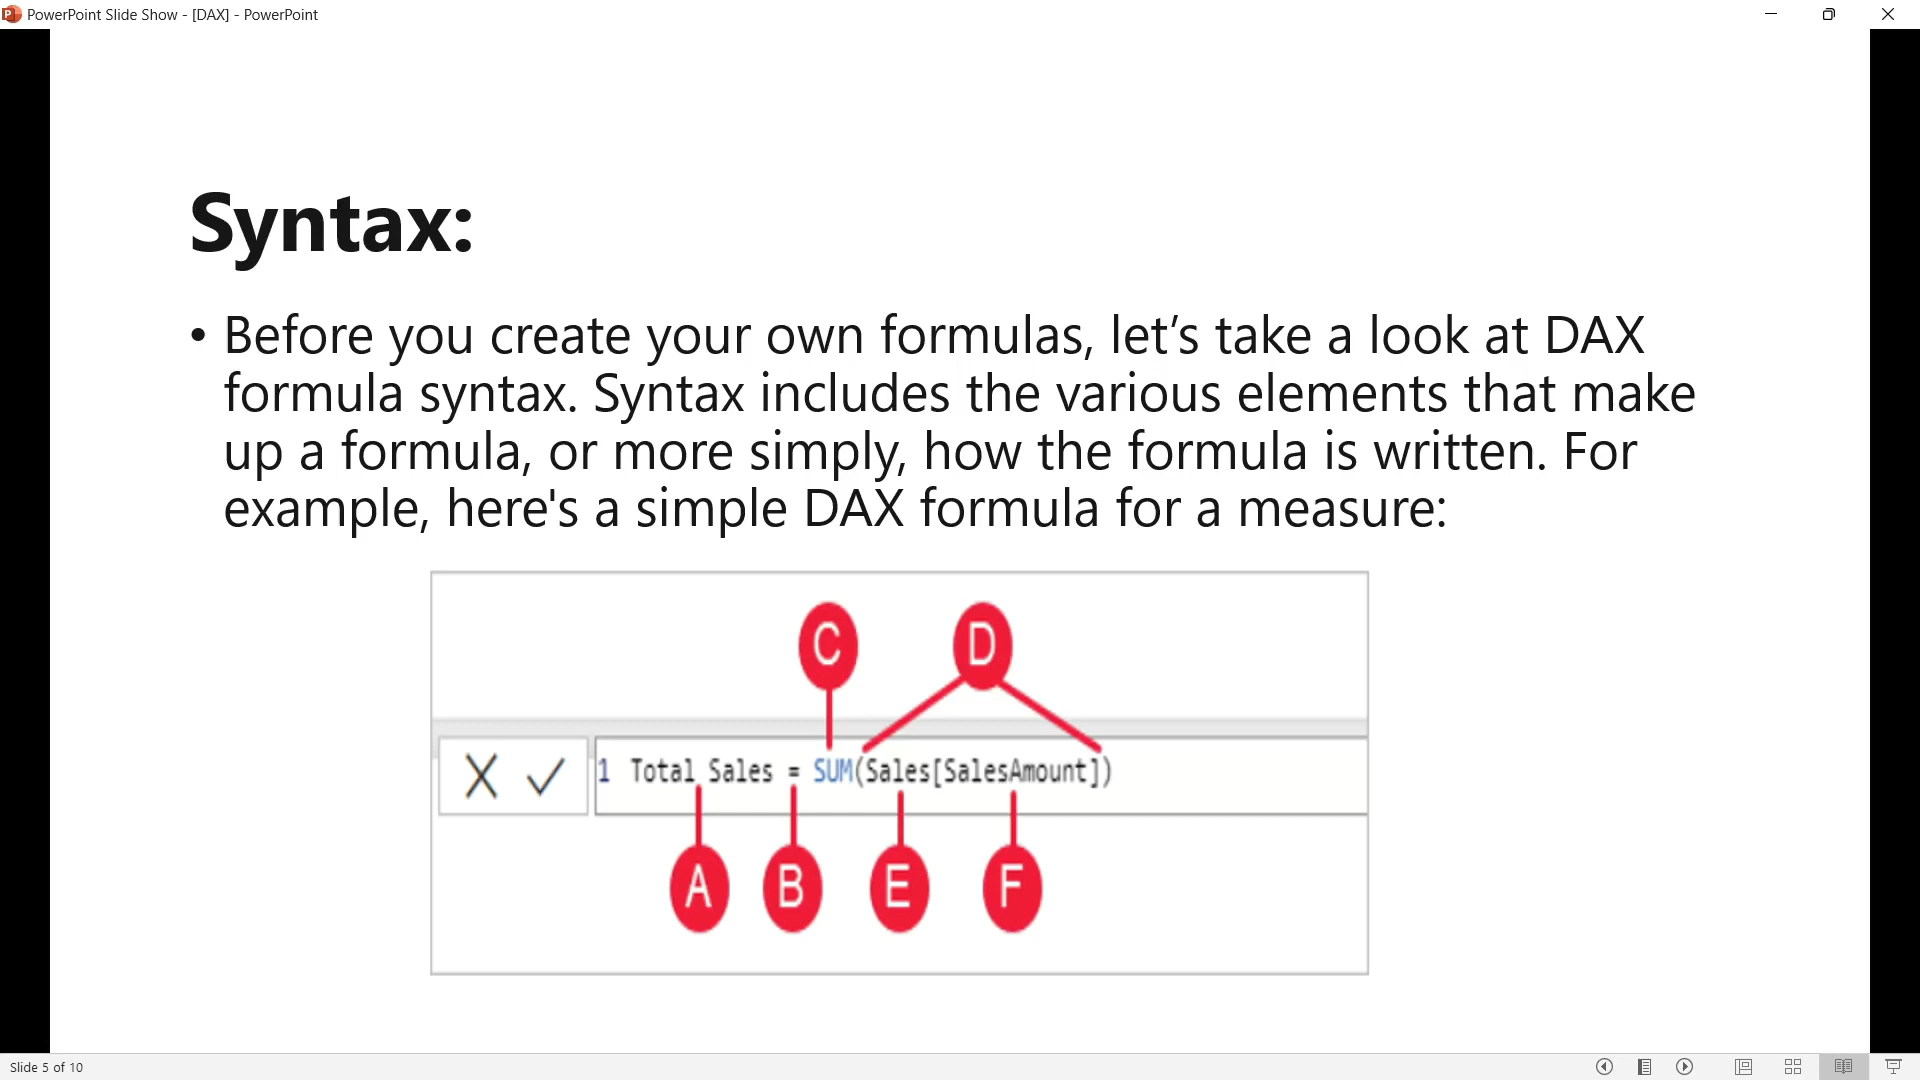 PowerPoint Slide Show - [DAX] - PowerPoint
Syntax:
• Before you create your own formulas, let’s take a look at DAX
formula syntax. Syntax includes the various elements that make
up a formula, or more simply, how the formula is written. For
example, here's a simple DAX formula for a measure:
C D
1 Total Sales = SUM(Sales[SalesAmount])
A B E F
Slide 5 of 10